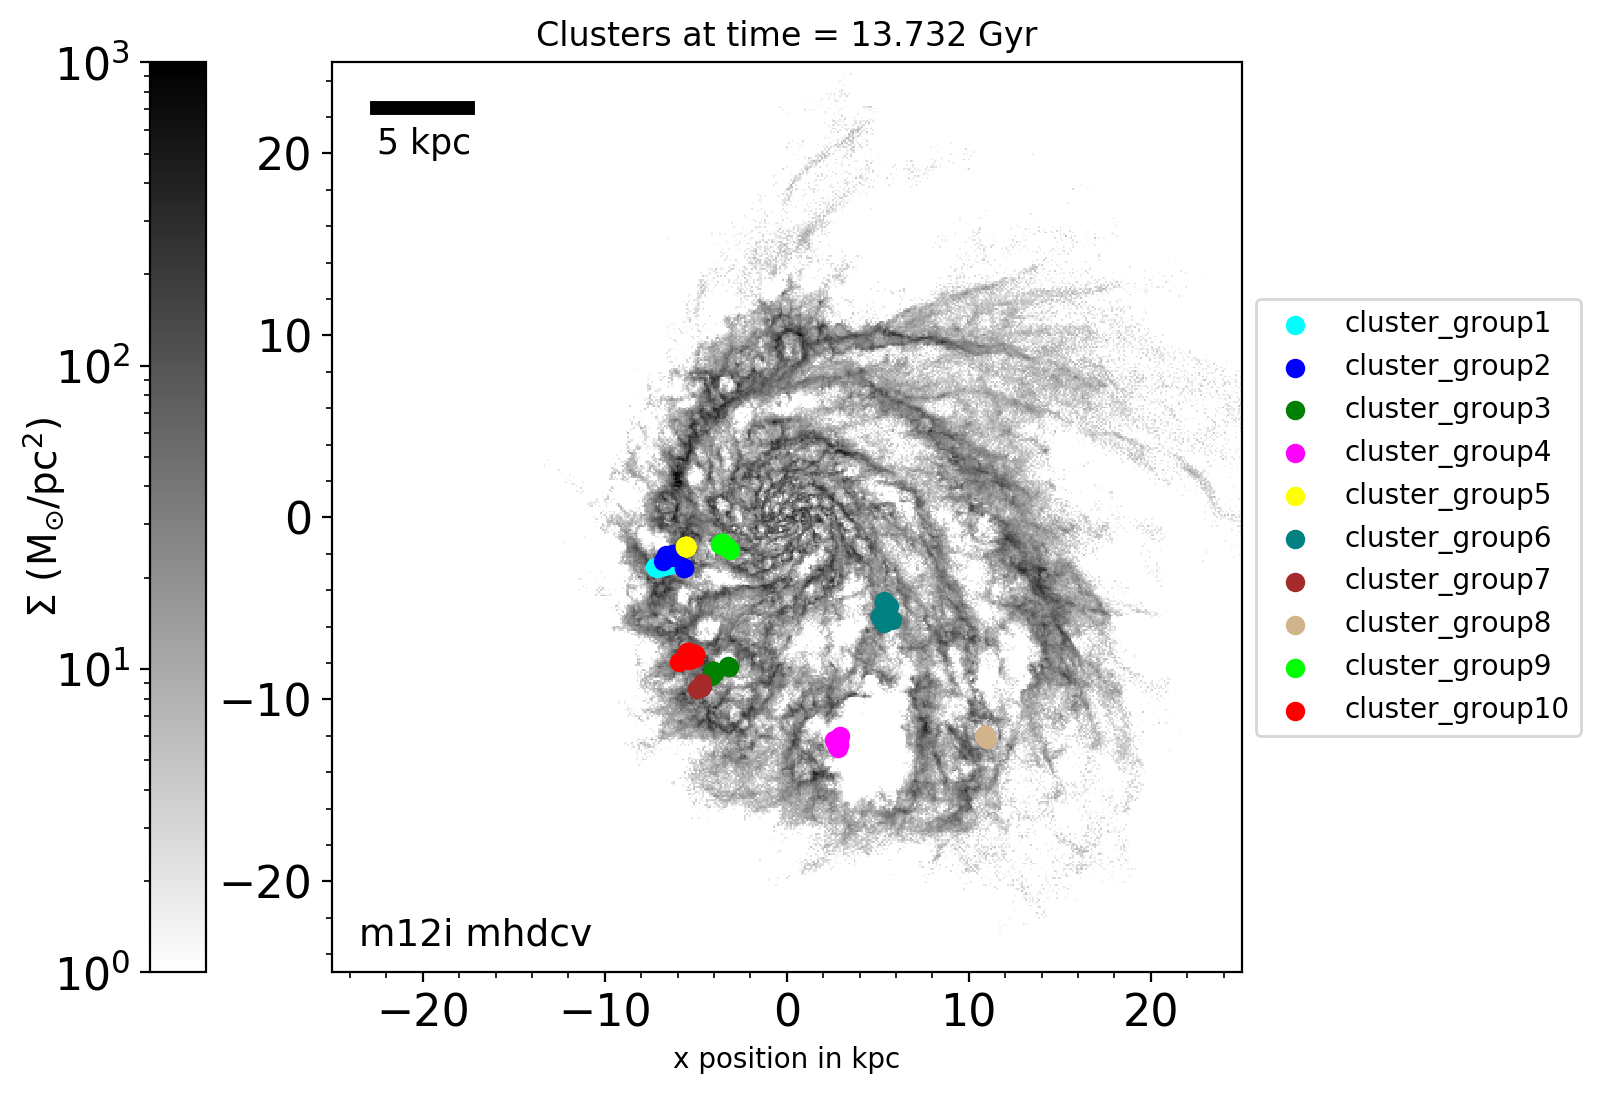 Clusters at time = 13.732 Gyr
10³
10²
10¹
10⁰
Σ (M☉/pc²)
20
10
0
−10
−20
5 kpc
m12i mhdcv
−20
−10
0
10
20
x position in kpc
cluster_group1
cluster_group2
cluster_group3
cluster_group4
cluster_group5
cluster_group6
cluster_group7
cluster_group8
cluster_group9
cluster_group10